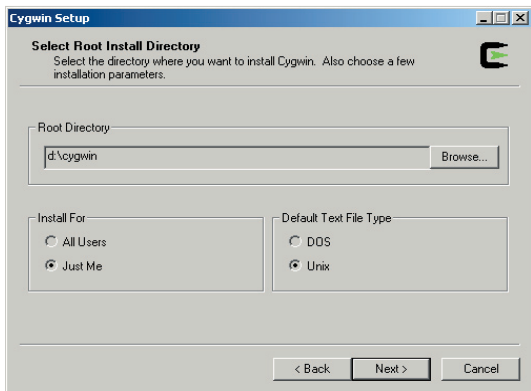 Cygwin Setup
Select Root Install Directory
Select the directory where you want to install Cygwin. Also choose a few
installation parameters.
Root Directory
d:\cygwin
Browse...
Install For
Default Text File Type
All Users
DOS
Just Me
Unix
< Back
Next >
Cancel